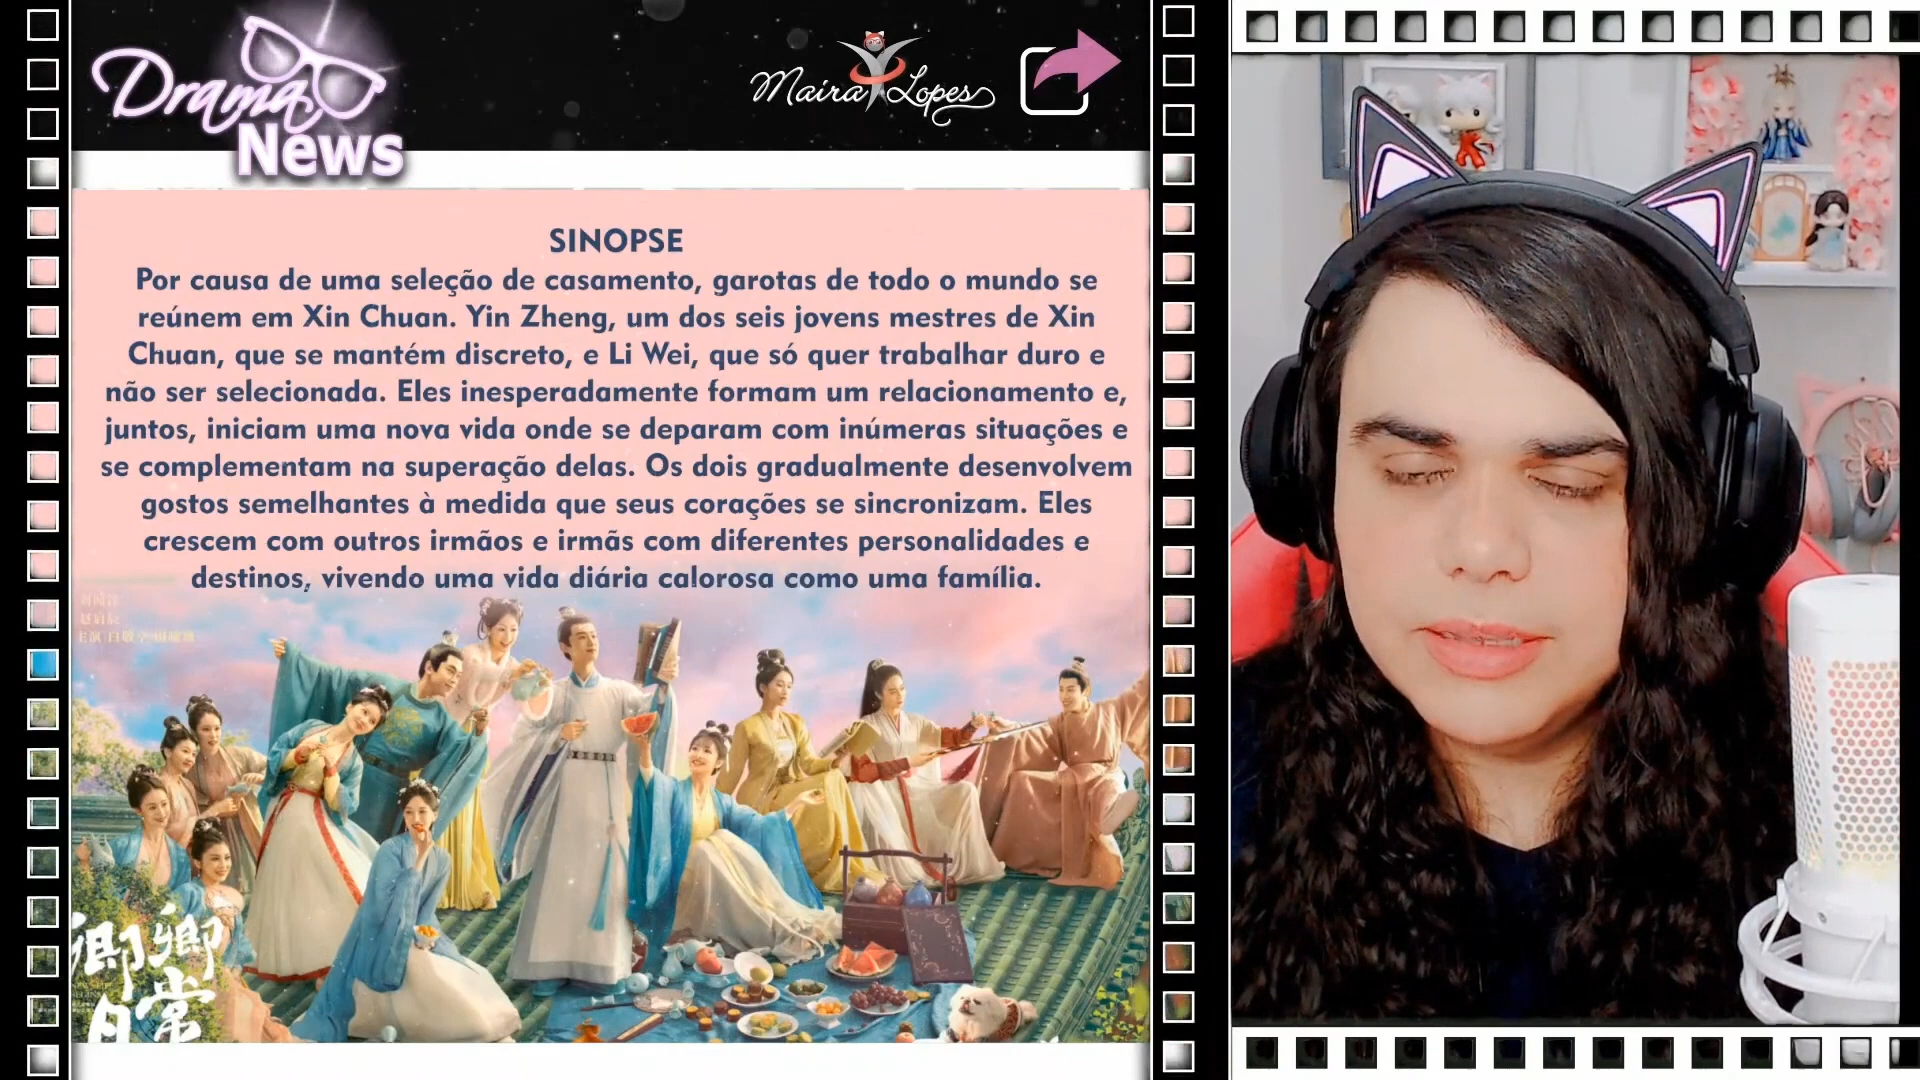 Drama
News
Maira Lopes
SINOPSE
Por causa de uma seleção de casamento, garotas de todo o mundo se
reúnem em Xin Chuan. Yin Zheng, um dos seis jovens mestres de Xin
Chuan, que se mantém discreto, e Li Wei, que só quer trabalhar duro e
não ser selecionada. Eles inesperadamente formam um relacionamento e,
juntos, iniciam uma nova vida onde se deparam com inúmeras situações e
se complementam na superação delas. Os dois gradualmente desenvolvem
gostos semelhantes à medida que seus corações se sincronizam. Eles
crescem com outros irmãos e irmãs com diferentes personalidades e
destinos, vivendo uma vida diária calorosa como uma família.
卿卿
日常